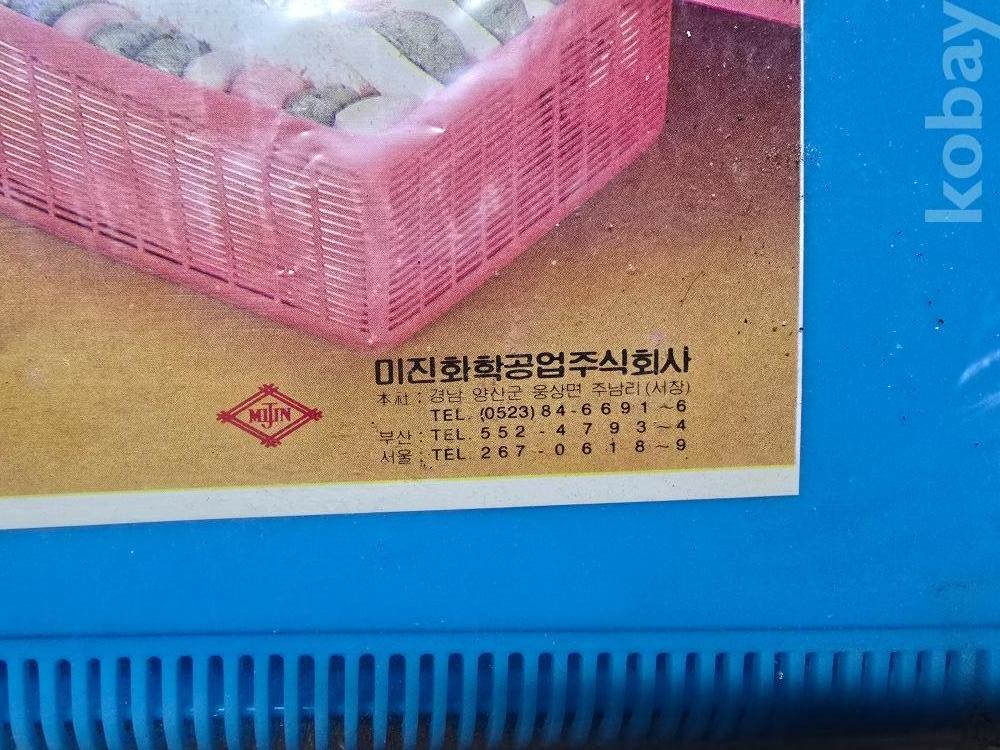 kobay
미진화학공업주식회사
MIJIN
本社 : 경남 양산군 웅상면 주남리 (서장)
TEL. (0523) 84-6691~6
부산 : TEL. 552-4793~4
서울 : TEL. 267-0618~9